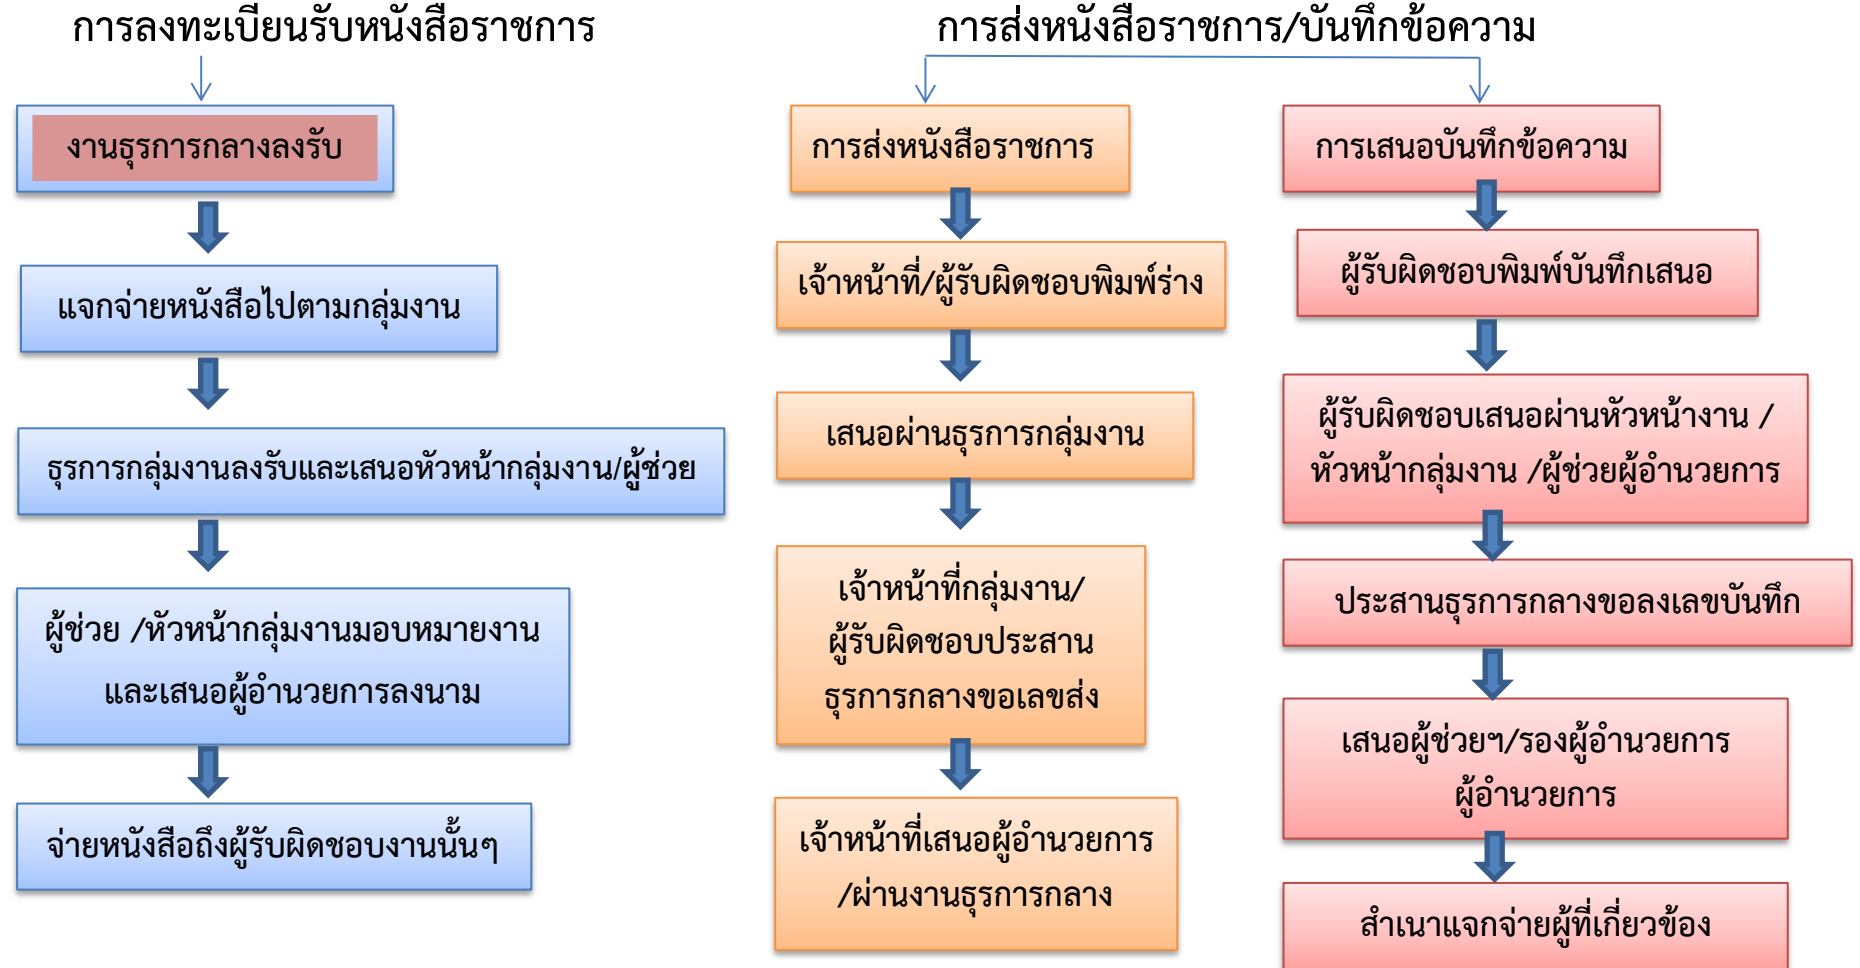 การลงทะเบียนรับหนังสือราชการ
งานธุรการกลางลงรับ
แจกจ่ายหนังสือไปตามกลุ่มงาน
ธุรการกลุ่มงานลงรับและเสนอหัวหน้ากลุ่มงาน/ผู้ช่วย
ผู้ช่วย /หัวหน้ากลุ่มงานมอบหมายงาน
และเสนอผู้อำนวยการลงนาม
จ่ายหนังสือถึงผู้รับผิดชอบงานนั้นๆ
การส่งหนังสือราชการ/บันทึกข้อความ
การส่งหนังสือราชการ
เจ้าหน้าที่/ผู้รับผิดชอบพิมพ์ร่าง
เสนอผ่านธุรการกลุ่มงาน
เจ้าหน้าที่กลุ่มงาน/
ผู้รับผิดชอบประสาน
ธุรการกลางขอเลขส่ง
เจ้าหน้าที่เสนอผู้อำนวยการ
/ผ่านงานธุรการกลาง
การเสนอบันทึกข้อความ
ผู้รับผิดชอบพิมพ์บันทึกเสนอ
ผู้รับผิดชอบเสนอผ่านหัวหน้างาน /
หัวหน้ากลุ่มงาน /ผู้ช่วยผู้อำนวยการ
ประสานธุรการกลางขอลงเลขบันทึก
เสนอผู้ช่วยฯ/รองผู้อำนวยการ
ผู้อำนวยการ
สำเนาแจกจ่ายผู้ที่เกี่ยวข้อง